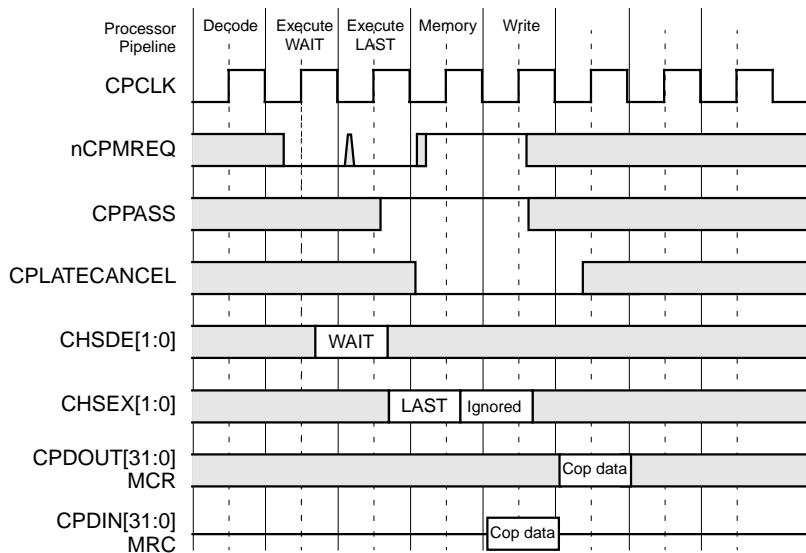 Processor
Pipeline
Decode
Execute
WAIT
Execute
LAST
Memory
Write
CPCLK
nCPMREQ
CPPASS
CPLATECANCEL
CHSDE[1:0]
WAIT
CHSEX[1:0]
LAST
Ignored
CPDOUT[31:0]
MCR
Cop data
CPDIN[31:0]
MRC
Cop data